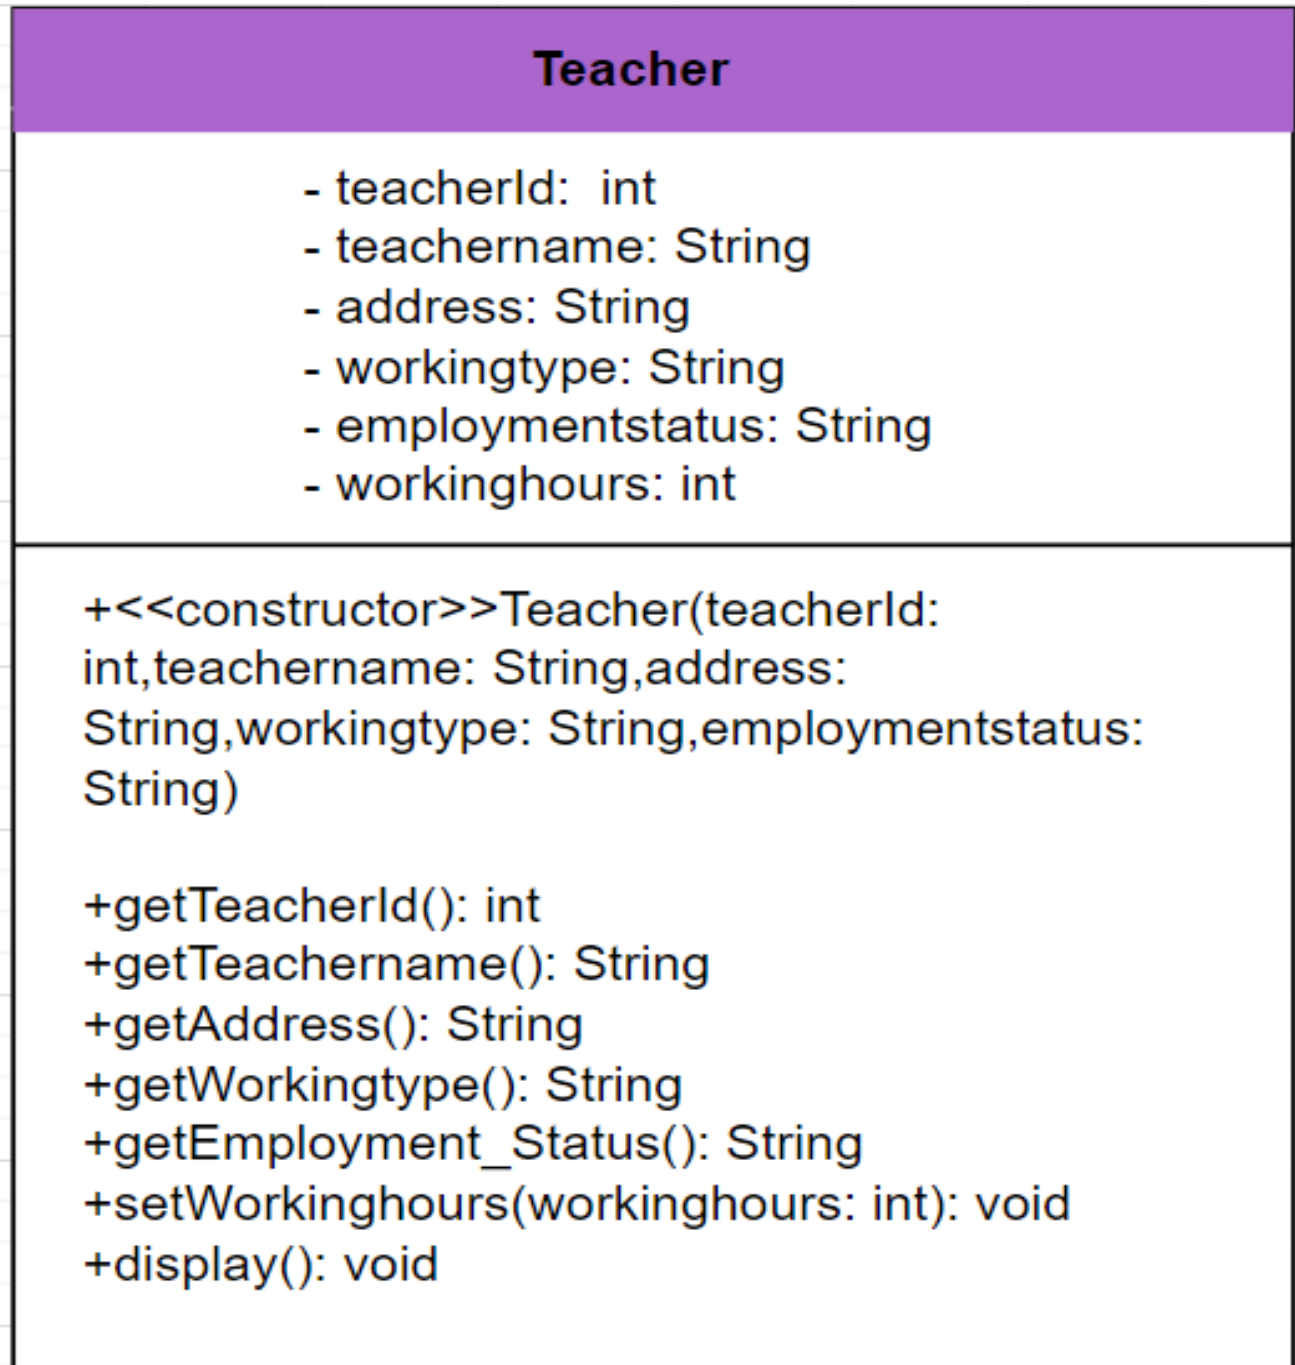 Teacher
- teacherId:  int
- teachername: String
- address: String
- workingtype: String
- employmentstatus: String
- workinghours: int
+<<constructor>>Teacher(teacherId:
int,teachername: String,address:
String,workingtype: String,employmentstatus:
String)
+getTeacherId(): int
+getTeachername(): String
+getAddress(): String
+getWorkingtype(): String
+getEmployment_Status(): String
+setWorkinghours(workinghours: int): void
+display(): void